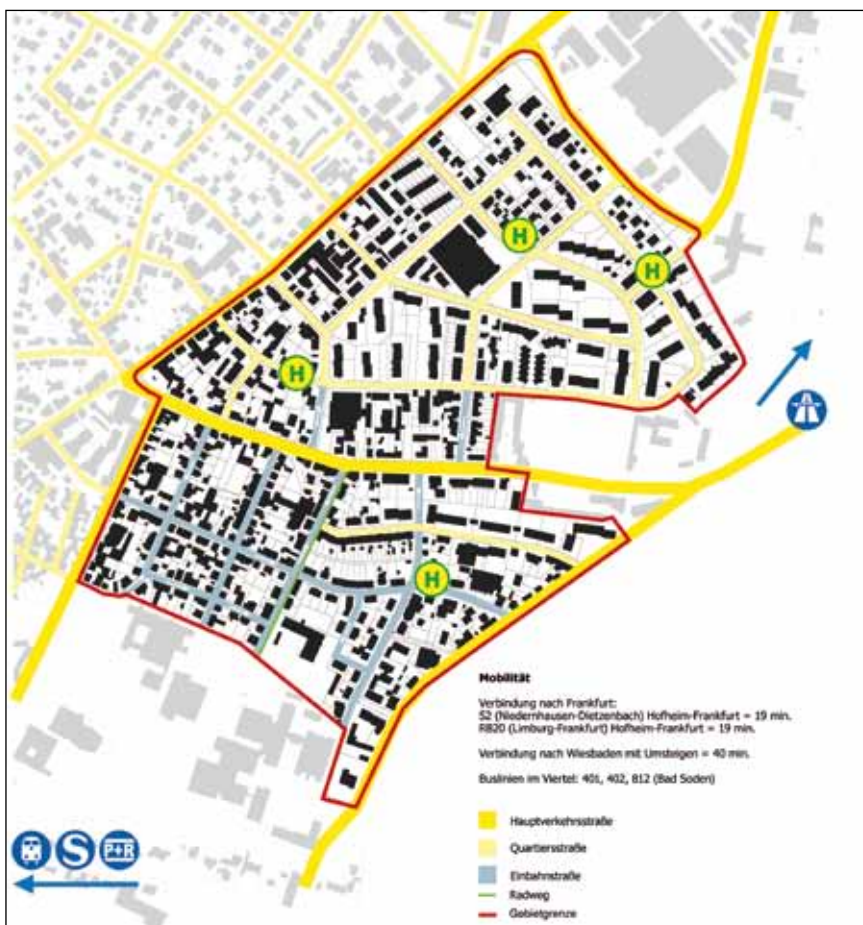 H
H
H
H
Mobilität
Verbindung nach Frankfurt:
S2 (Niedernhausen-Dietzenbach) Hofheim-Frankfurt = 19 min.
RB20 (Limburg-Frankfurt) Hofheim-Frankfurt = 19 min.
Verbindung nach Wiesbaden mit Umsteigen = 40 min.
Buslinien im Viertel: 401, 402, 812 (Bad Soden)
Hauptverkehrsstraße
Quartiersstraße
Einbahnstraße
Radweg
Gebietgrenze
S P+R